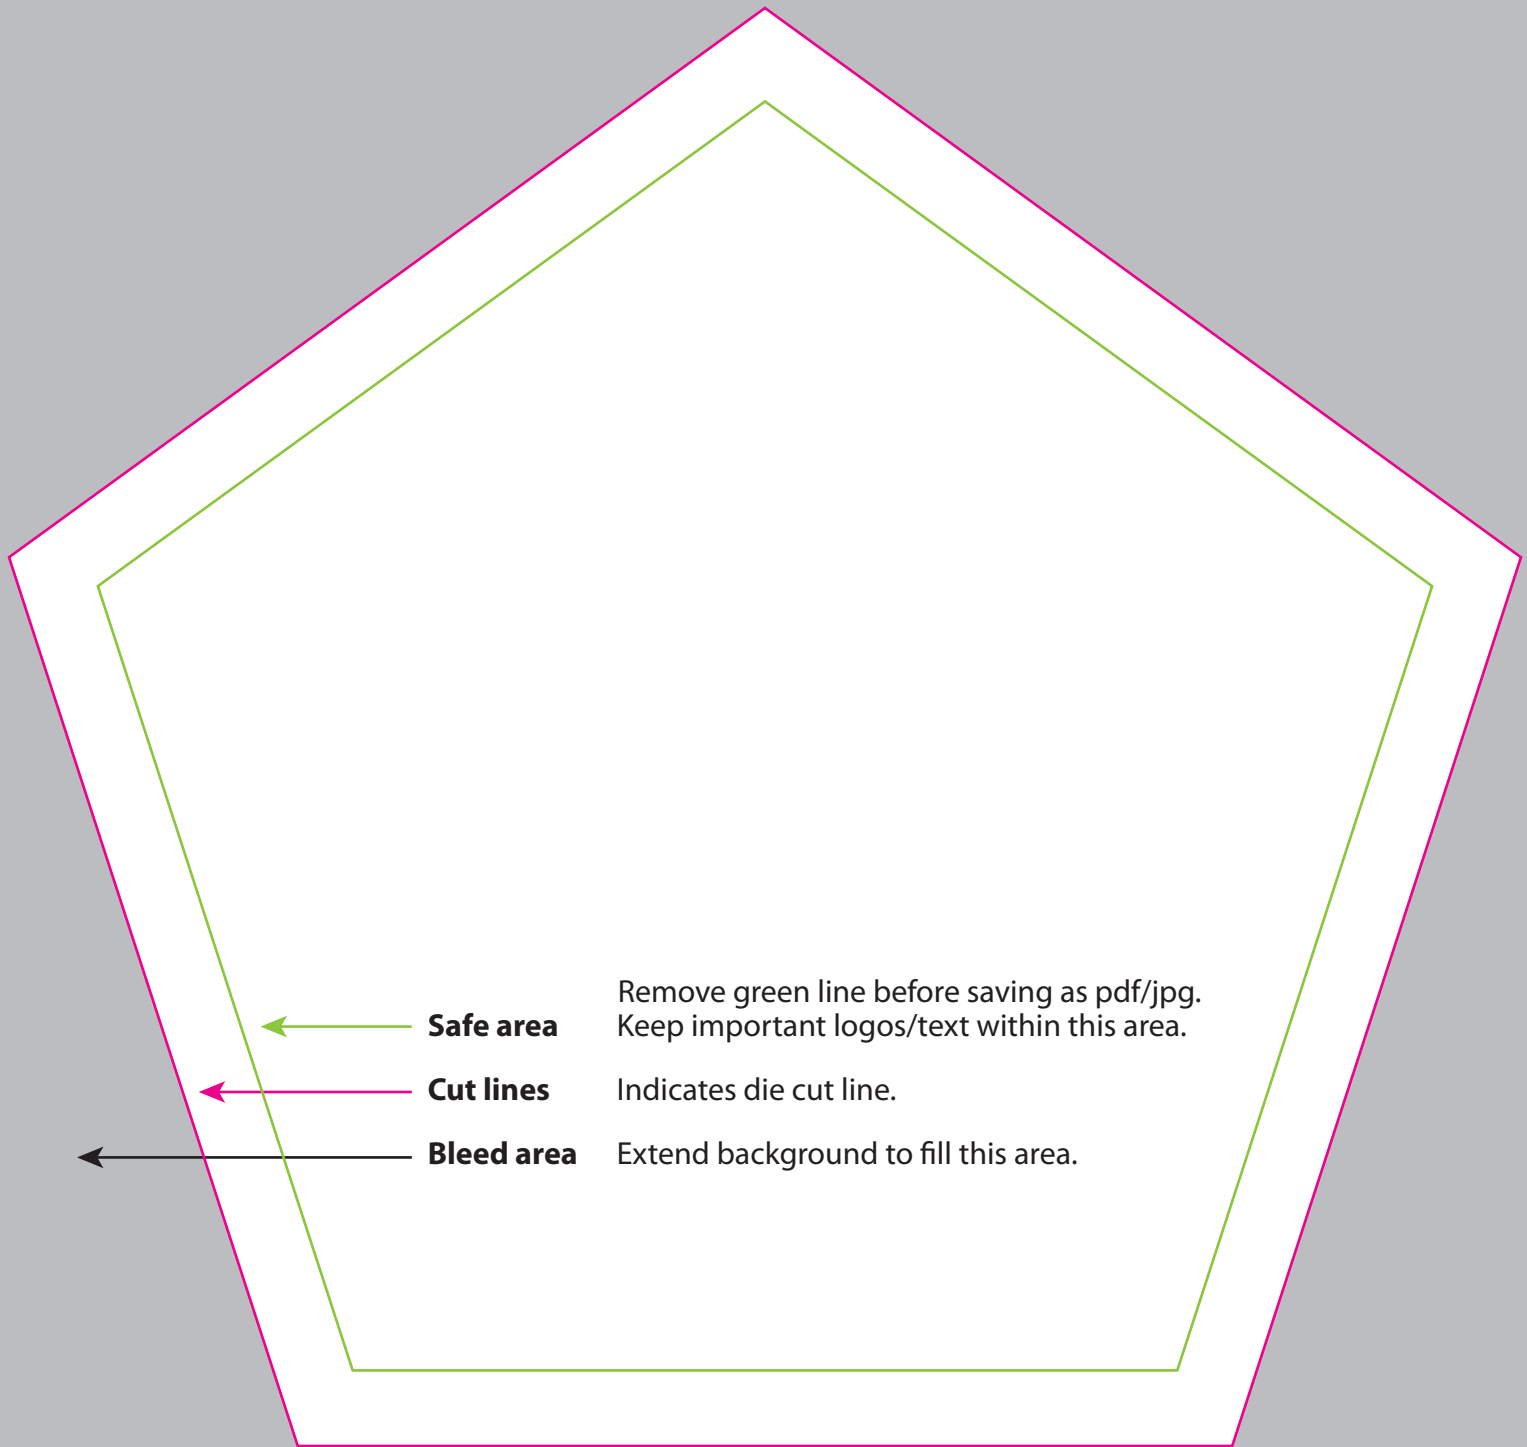 Remove green line before saving as pdf/jpg.
Safe area Keep important logos/text within this area.
Cut lines Indicates die cut line.
Bleed area Extend background to fill this area.